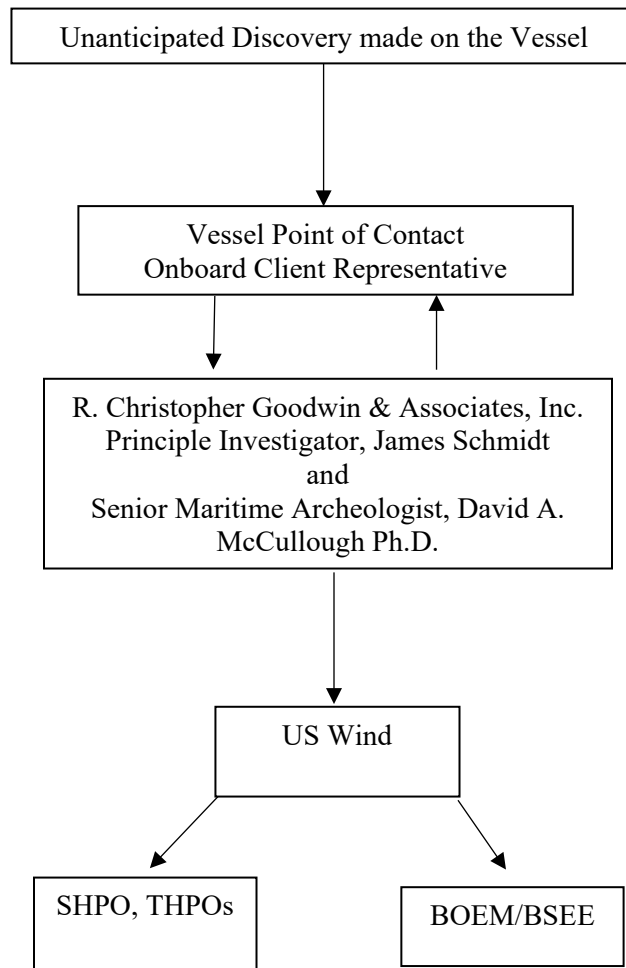 Unanticipated Discovery made on the Vessel
Vessel Point of Contact
Onboard Client Representative
R. Christopher Goodwin & Associates, Inc.
Principle Investigator, James Schmidt
and
Senior Maritime Archeologist, David A.
McCullough Ph.D.
US Wind
SHPO, THPOs
BOEM/BSEE